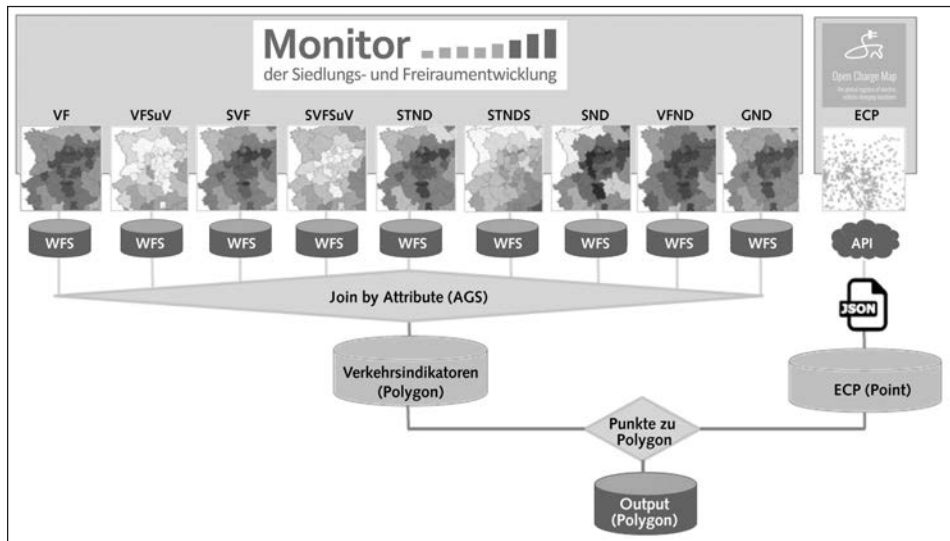 Monitor
der Siedlungs- und Freiraumentwicklung
Open Charge Map
VF VFSuV SVF SVFSuV STND STNDS SND VFND GND ECP
WFS WFS WFS WFS WFS WFS WFS WFS WFS API
Join by Attribute (AGS)
JSON
Verkehrsindikatoren
(Polygon)
ECP (Point)
Punkte zu
Polygon
Output
(Polygon)